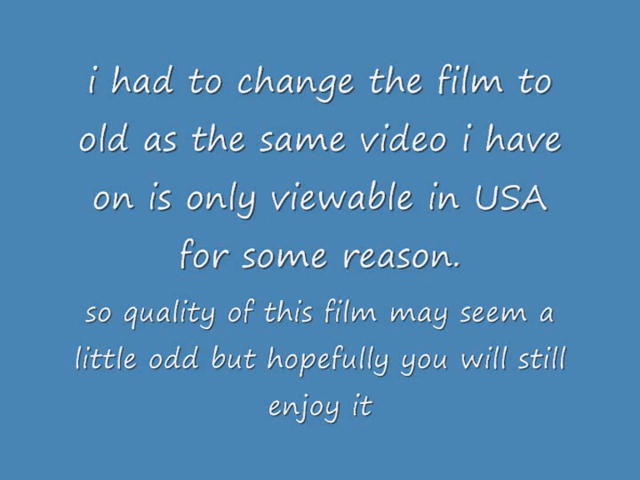 i had to change the film to
old as the same video i have
on is only viewable in USA
for some reason.
so quality of this film may seem a
little odd but hopefully you will still
enjoy it